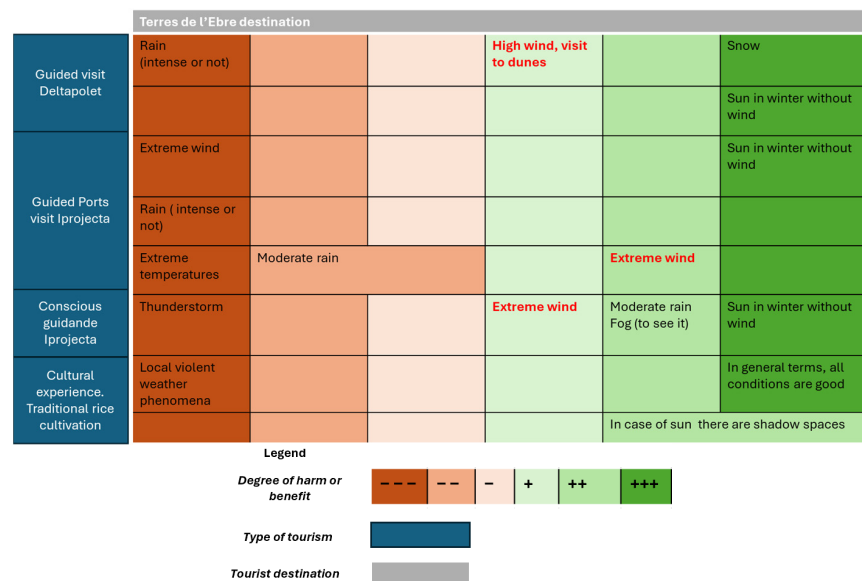 Terres de l'Ebre destination
Guided visit
Deltapolet
Rain
(intense or not)
High wind, visit
to dunes
Snow
Sun in winter without
wind
Guided Ports
visit Iprojecta
Extreme wind
Sun in winter without
wind
Rain ( intense or
not)
Extreme
temperatures
Moderate rain
Extreme wind
Conscious
guidande
Iprojecta
Thunderstorm
Extreme wind
Moderate rain
Fog (to see it)
Sun in winter without
wind
Cultural
experience.
Traditional rice
cultivation
Local violent
weather
phenomena
In general terms, all
conditions are good
In case of sun  there are shadow spaces
Legend
Degree of harm or
benefit
– – –
– –
–
+
++
+++
Type of tourism
Tourist destination